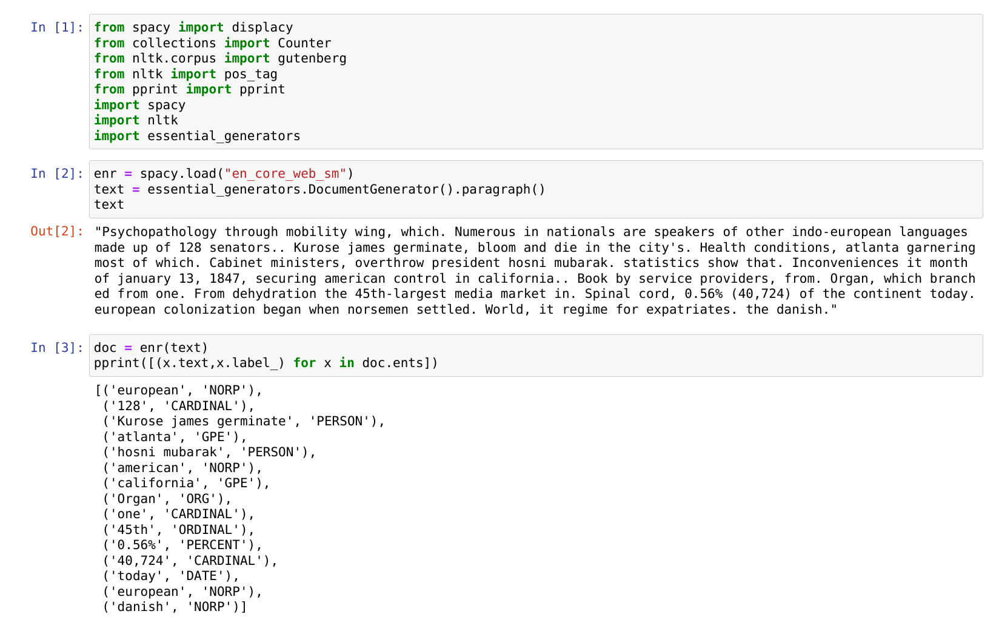 In [1]: from spacy import displacy
from collections import Counter
from nltk.corpus import gutenberg
from nltk import pos_tag
from pprint import pprint
import spacy
import nltk
import essential_generators
In [2]: enr = spacy.load("en_core_web_sm")
text = essential_generators.DocumentGenerator().paragraph()
text
Out[2]: "Psychopathology through mobility wing, which. Numerous in nationals are speakers of other indo-european languages
made up of 128 senators.. Kurose james germinate, bloom and die in the city's. Health conditions, atlanta garnering
most of which. Cabinet ministers, overthrow president hosni mubarak. statistics show that. Inconveniences it month
of january 13, 1847, securing american control in california.. Book by service providers, from. Organ, which branch
ed from one. From dehydration the 45th-largest media market in. Spinal cord, 0.56% (40,724) of the continent today.
european colonization began when norsemen settled. World, it regime for expatriates. the danish."
In [3]: doc = enr(text)
pprint([(x.text,x.label_) for x in doc.ents])
[('european', 'NORP'),
('128', 'CARDINAL'),
('Kurose james germinate', 'PERSON'),
('atlanta', 'GPE'),
('hosni mubarak', 'PERSON'),
('american', 'NORP'),
('california', 'GPE'),
('Organ', 'ORG'),
('one', 'CARDINAL'),
('45th', 'ORDINAL'),
('0.56%', 'PERCENT'),
('40,724', 'CARDINAL'),
('today', 'DATE'),
('european', 'NORP'),
('danish', 'NORP')]